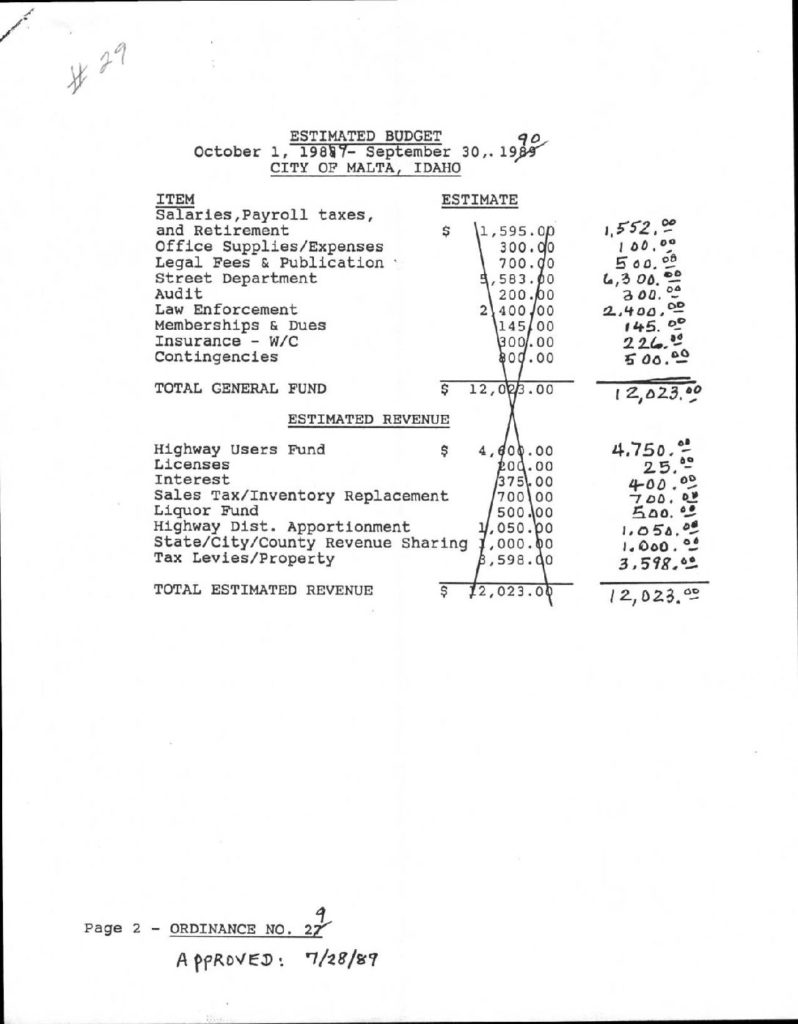 # 29
ESTIMATED BUDGET
October 1, 1989- September 30,. 1989 90
CITY OF MALTA, IDAHO
ITEM ESTIMATE
Salaries,Payroll taxes,
and Retirement $ 1,595.00 1,552.00
Office Supplies/Expenses 300.00 100.00
Legal Fees & Publication 700.00 500.00
Street Department 5,583.00 6,300.00
Audit 200.00 300.00
Law Enforcement 2,400.00 2,400.00
Memberships & Dues 145.00 145.00
Insurance - W/C 300.00 226.00
Contingencies 800.00 500.00
TOTAL GENERAL FUND $ 12,023.00 12,023.00
ESTIMATED REVENUE
Highway Users Fund $ 4,600.00 4,750.00
Licenses 200.00 25.00
Interest 375.00 400.00
Sales Tax/Inventory Replacement 700.00 700.00
Liquor Fund 500.00 500.00
Highway Dist. Apportionment 1,050.00 1,050.00
State/City/County Revenue Sharing 1,000.00 1,000.00
Tax Levies/Property 3,598.00 3,598.00
TOTAL ESTIMATED REVENUE $ 12,023.00 12,023.00
Page 2 - ORDINANCE NO. 27 9
APPROVED: 7/28/89